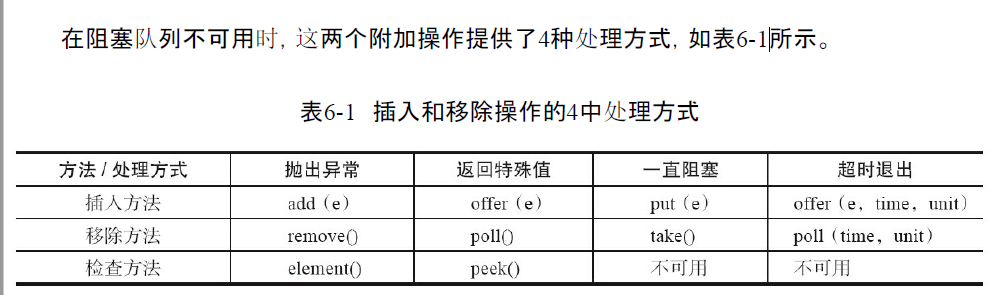 在阻塞队列不可用时，这两个附加操作提供了4种处理方式，如表6-1所示。
表6-1 插入和移除操作的4中处理方式
方法 / 处理方式 抛出异常 返回特殊值 一直阻塞 超时退出
插入方法 add（e） offer（e） put（e） offer（e，time，unit）
移除方法 remove() poll() take() poll（time，unit）
检查方法 element() peek() 不可用 不可用